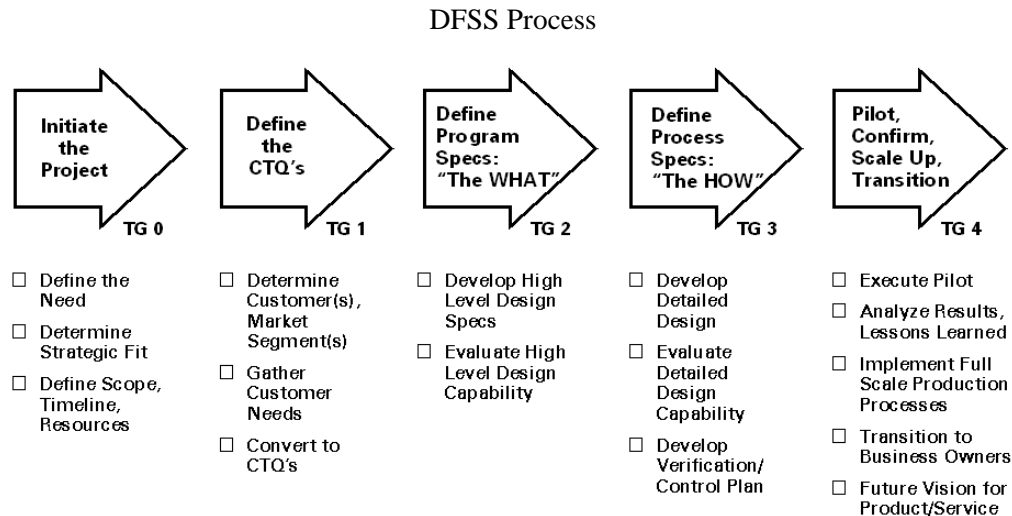 DFSS Process
Initiate
the
Project
TG 0
Define
the
CTQ's
TG 1
Define
Program
Specs:
"The WHAT"
TG 2
Define
Process
Specs:
"The HOW"
TG 3
Pilot,
Confirm,
Scale Up,
Transition
TG 4
☐ Define the
Need
☐ Determine
Strategic Fit
☐ Define Scope,
Timeline,
Resources
☐ Determine
Customer(s),
Market
Segment(s)
☐ Gather
Customer
Needs
☐ Convert to
CTQ's
☐ Develop High
Level Design
Specs
☐ Evaluate High
Level Design
Capability
☐ Develop
Detailed
Design
☐ Evaluate
Detailed
Design
Capability
☐ Develop
Verification/
Control Plan
☐ Execute Pilot
☐ Analyze Results,
Lessons Learned
☐ Implement Full
Scale Production
Processes
☐ Transition to
Business Owners
☐ Future Vision for
Product/Service